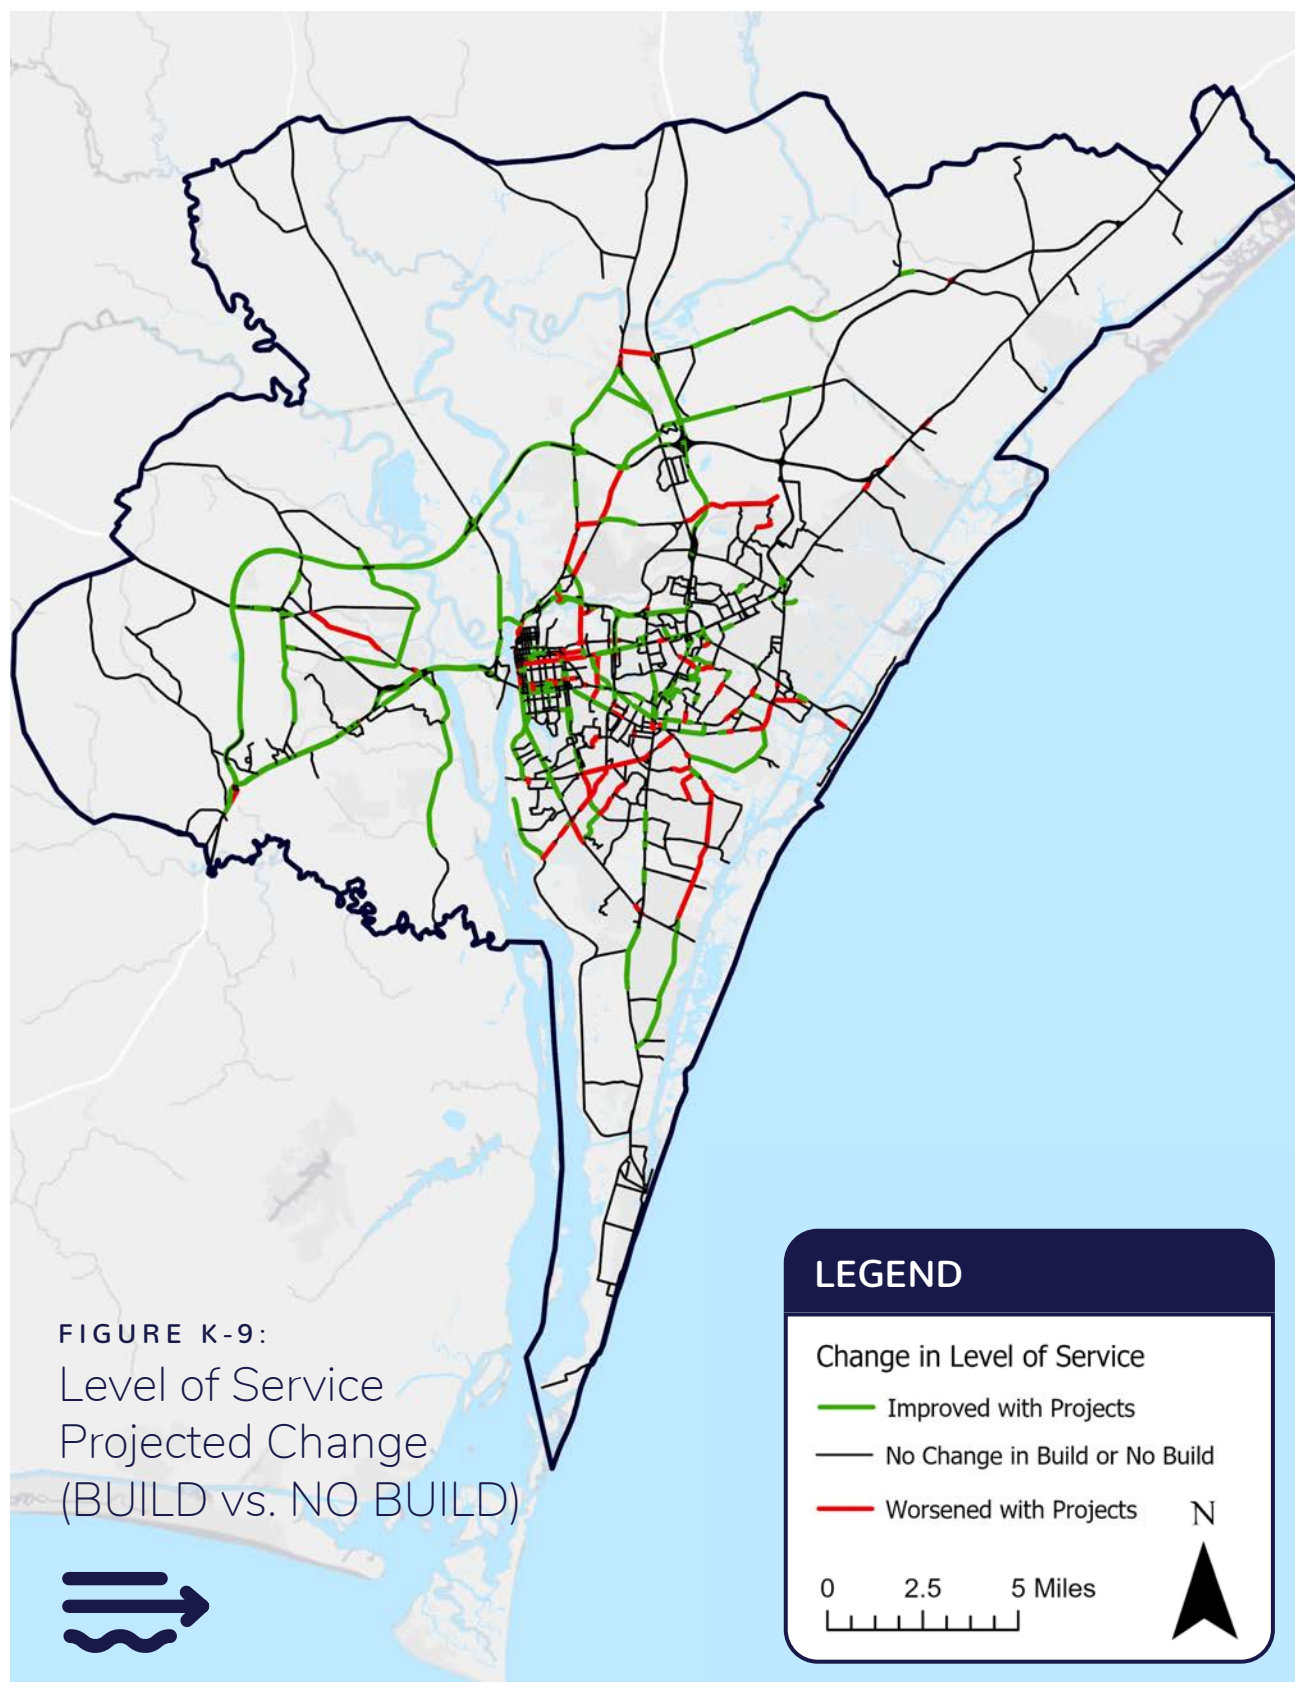 FIGURE K-9:
Level of Service
Projected Change
(BUILD vs. NO BUILD)
LEGEND
Change in Level of Service
Improved with Projects
No Change in Build or No Build
Worsened with Projects
N
0 2.5 5 Miles